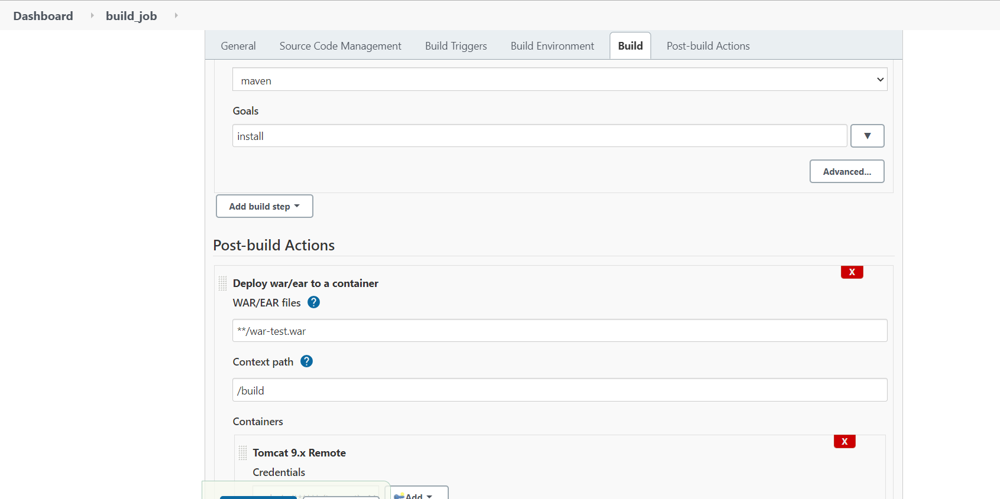 Dashboard
build_job
General Source Code Management Build Triggers Build Environment Build Post-build Actions
maven
Goals
install
▼
Advanced...
Add build step
Post-build Actions
X
Deploy war/ear to a container
WAR/EAR files ?
**/war-test.war
Context path ?
/build
Containers
X
Tomcat 9.x Remote
Credentials
Add